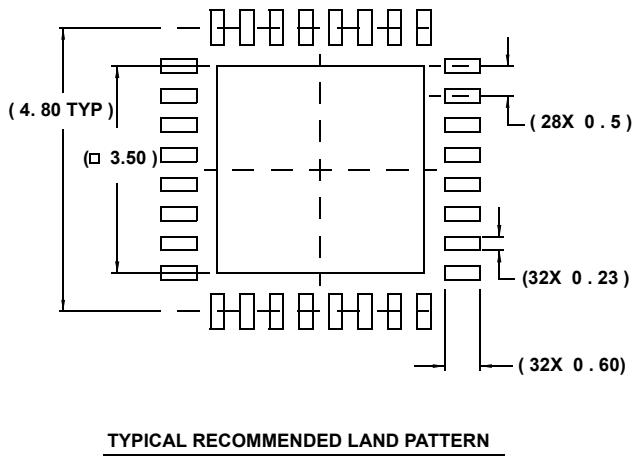 ( 4. 80 TYP )
(□ 3.50 )
( 28X 0 . 5 )
(32X 0 . 23 )
( 32X 0 . 60)
TYPICAL RECOMMENDED LAND PATTERN